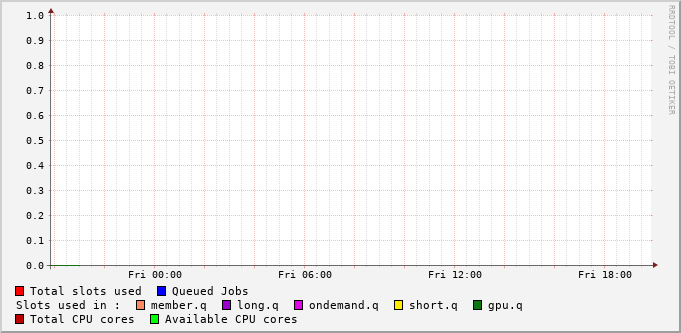 1.0
0.9
0.8
0.7
0.6
0.5
0.4
0.3
0.2
0.1
0.0
Fri 00:00 Fri 06:00 Fri 12:00 Fri 18:00
Total slots used Queued Jobs
Slots used in : member.q long.q ondemand.q short.q gpu.q
Total CPU cores Available CPU cores
RRDTOOL / TOBI OETIKER